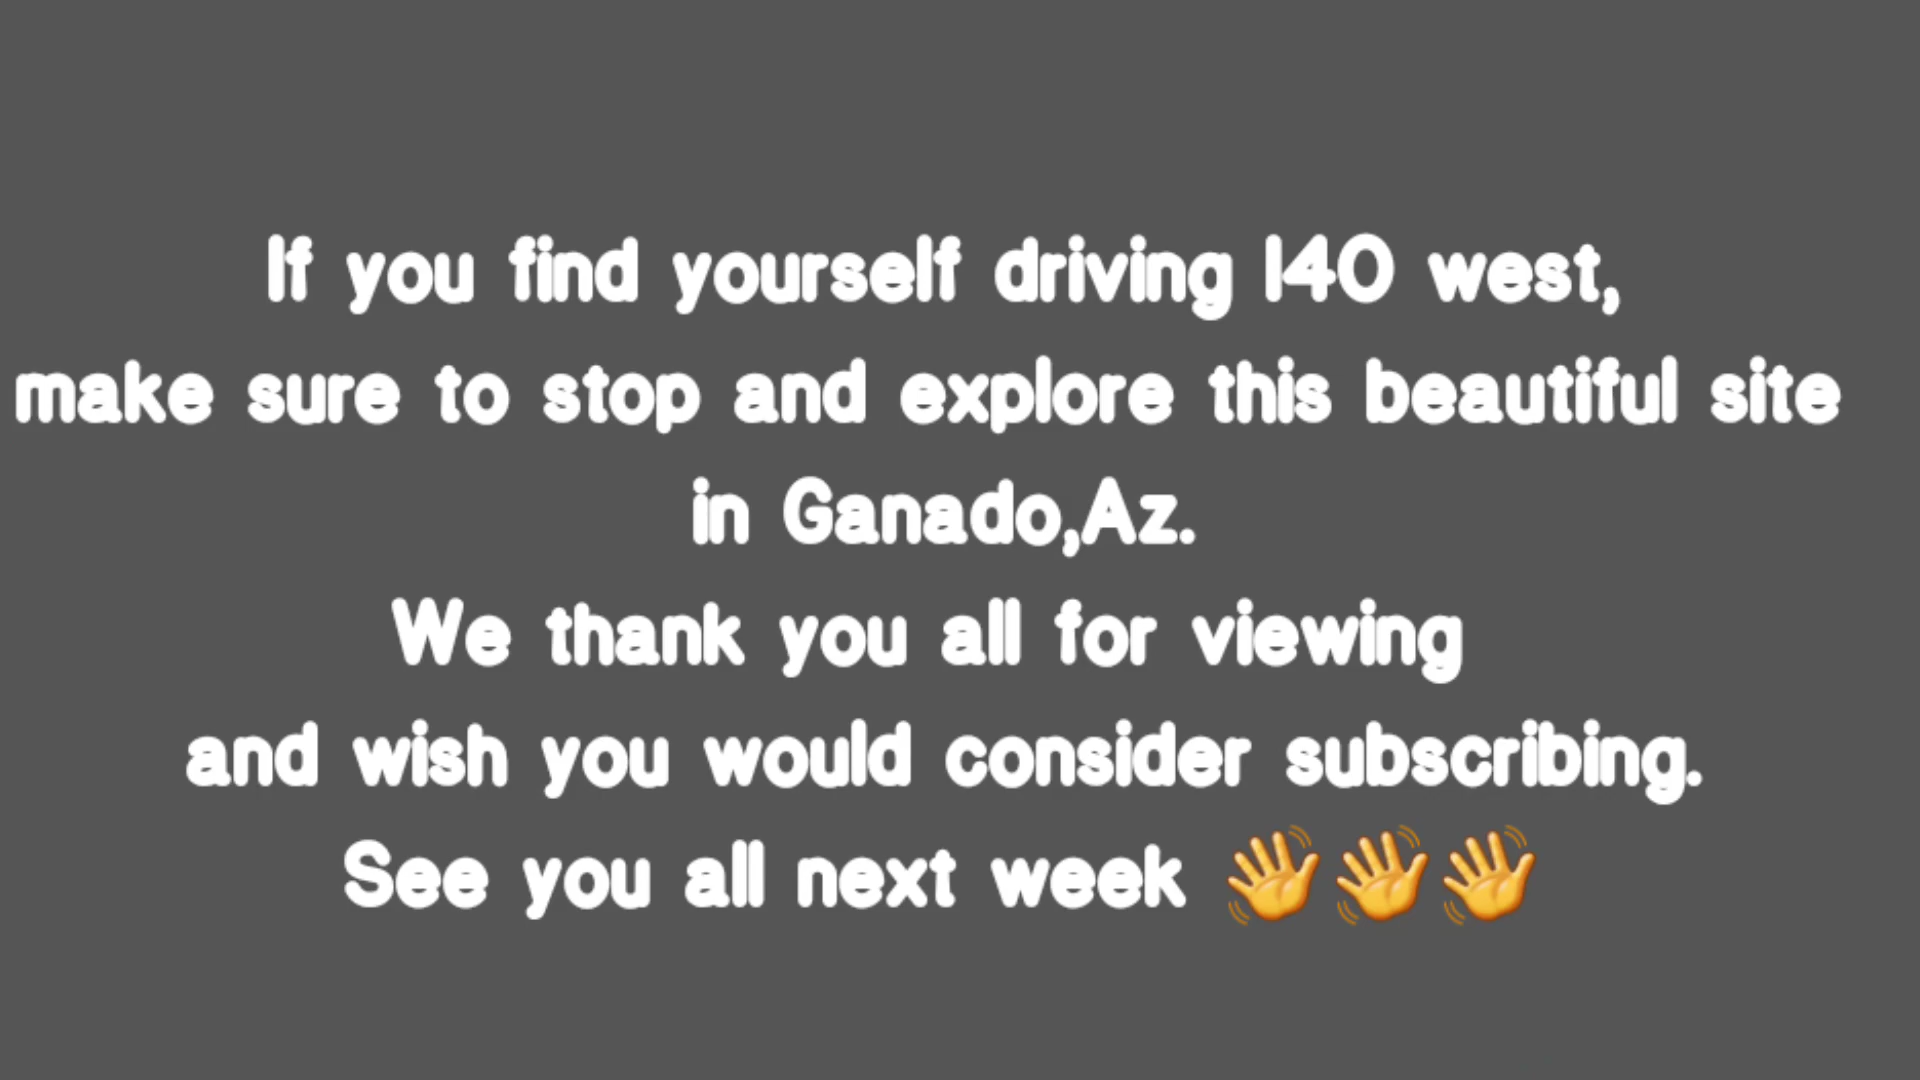 If you find yourself driving I40 west,
make sure to stop and explore this beautiful site
in Ganado,Az.
We thank you all for viewing
and wish you would consider subscribing.
See you all next week 👋👋👋